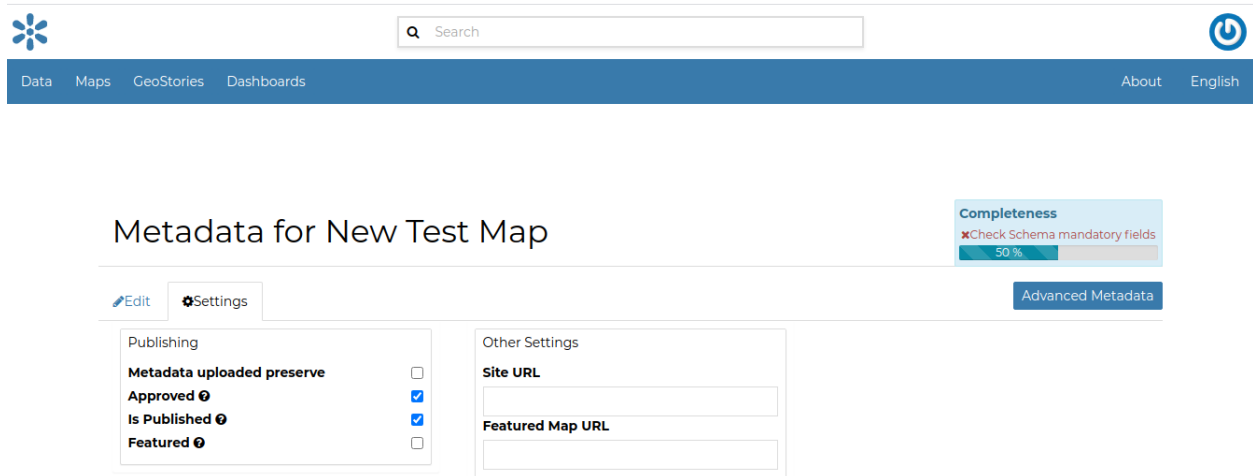 Search
Data Maps GeoStories Dashboards About English
Metadata for New Test Map
Completeness
✖Check Schema mandatory fields
50 %
Edit Settings Advanced Metadata
Publishing
Metadata uploaded preserve
Approved
Is Published
Featured
Other Settings
Site URL
Featured Map URL